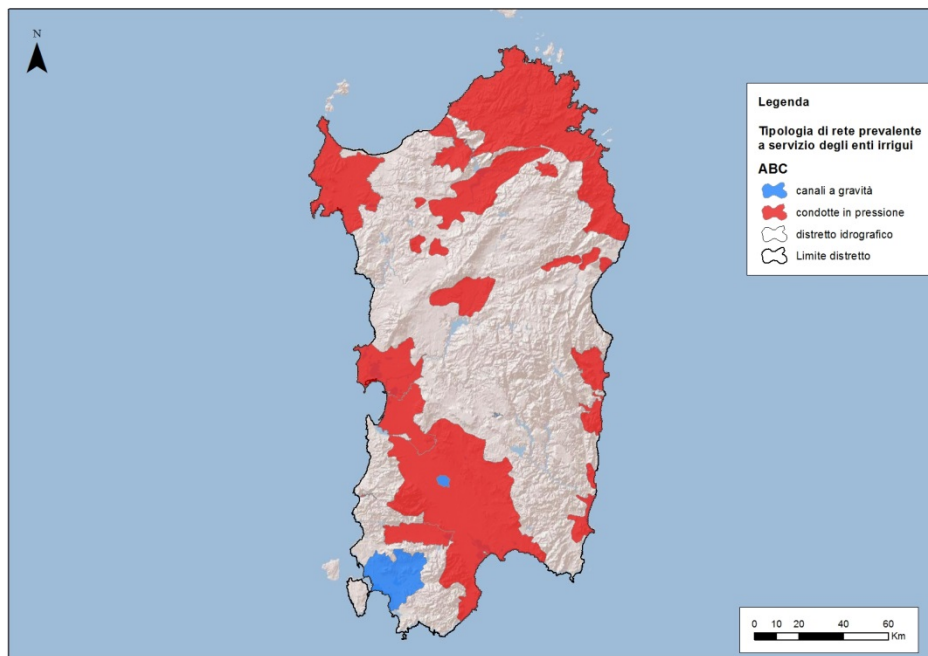 N
Legenda
Tipologia di rete prevalente
a servizio degli enti irrigui
ABC
canali a gravità
condotte in pressione
distretto idrografico
Limite distretto
0 10 20 40 60
Km